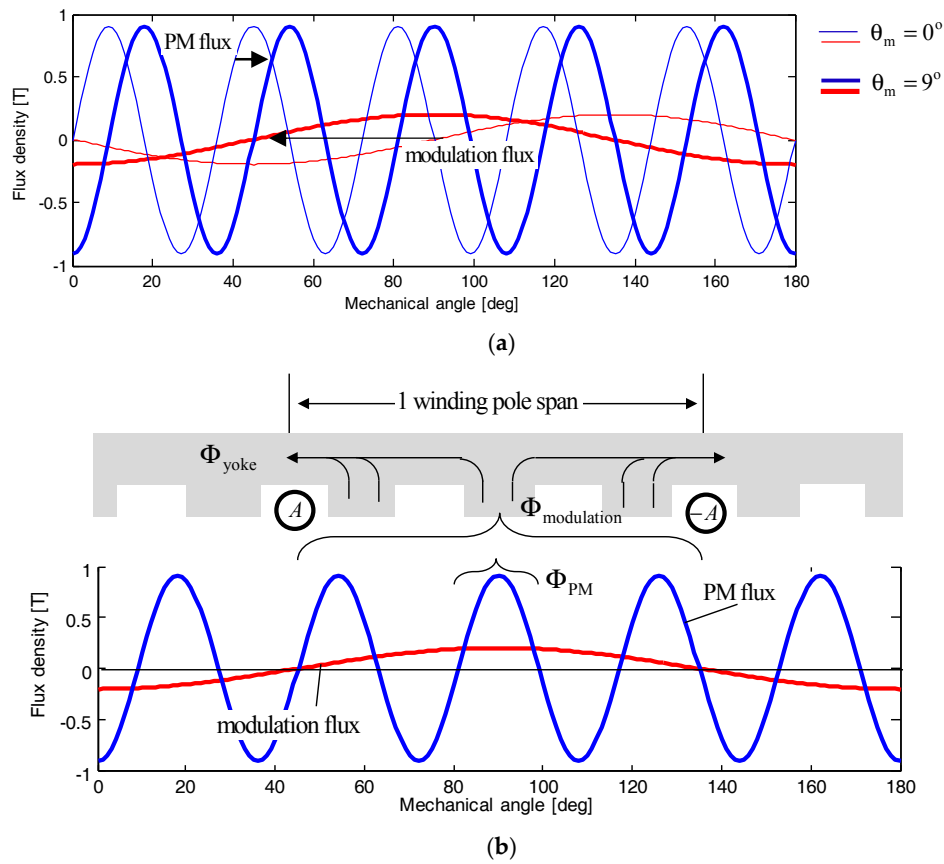 1
0.5
0
-0.5
-1
Flux density [T]
PM flux
modulation flux
θm = 0°
θm = 9°
0 20 40 60 80 100 120 140 160 180
Mechanical angle [deg]
(a)
1 winding pole span
Φyoke
A
Φmodulation
−A
1
0.5
0
-0.5
-1
Flux density [T]
ΦPM
PM flux
modulation flux
0 20 40 60 80 100 120 140 160 180
Mechanical angle [deg]
(b)